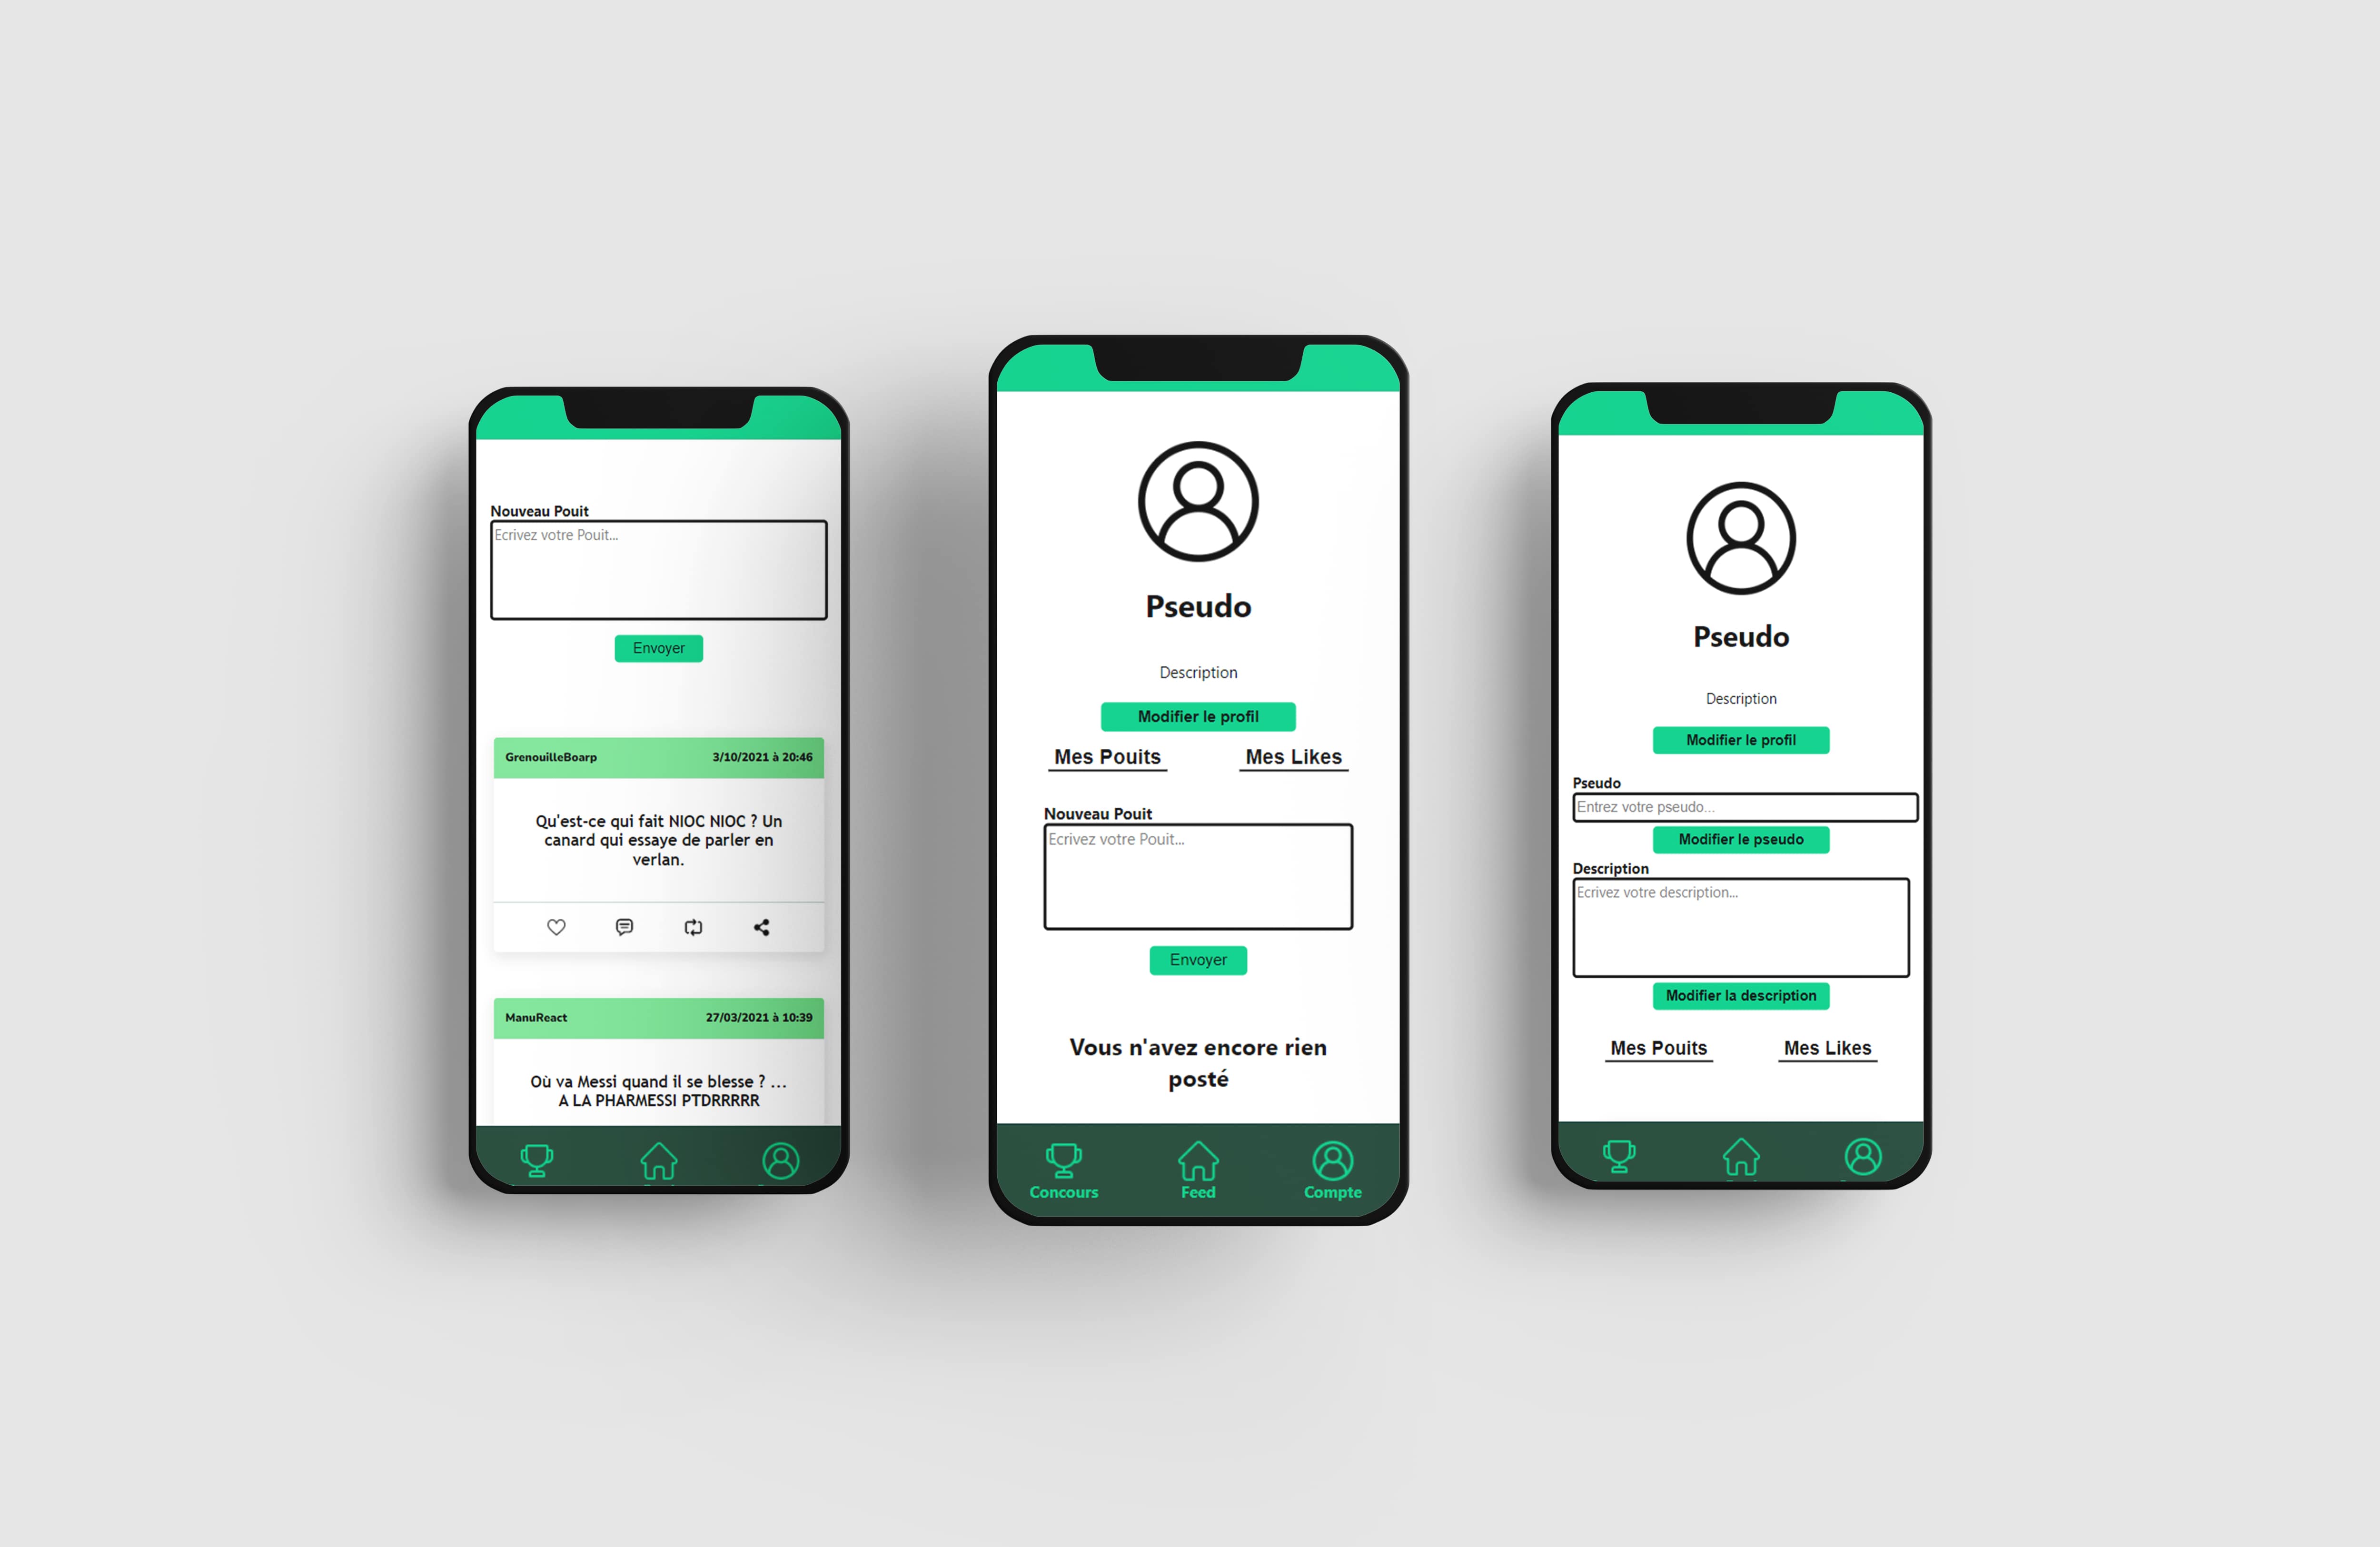 Nouveau Pouit
Ecrivez votre Pouit...
Envoyer
GrenouilleBoarp 3/10/2021 à 20:46
Qu'est-ce qui fait NIOC NIOC ? Un
canard qui essaye de parler en
verlan.
ManuReact 27/03/2021 à 10:39
Où va Messi quand il se blesse ? ...
A LA PHARMESSI PTDRRRRR
Pseudo
Description
Modifier le profil
Mes Pouits Mes Likes
Nouveau Pouit
Ecrivez votre Pouit...
Envoyer
Vous n'avez encore rien
posté
Concours Feed Compte
Pseudo
Description
Modifier le profil
Pseudo
Entrez votre pseudo...
Modifier le pseudo
Description
Ecrivez votre description...
Modifier la description
Mes Pouits Mes Likes